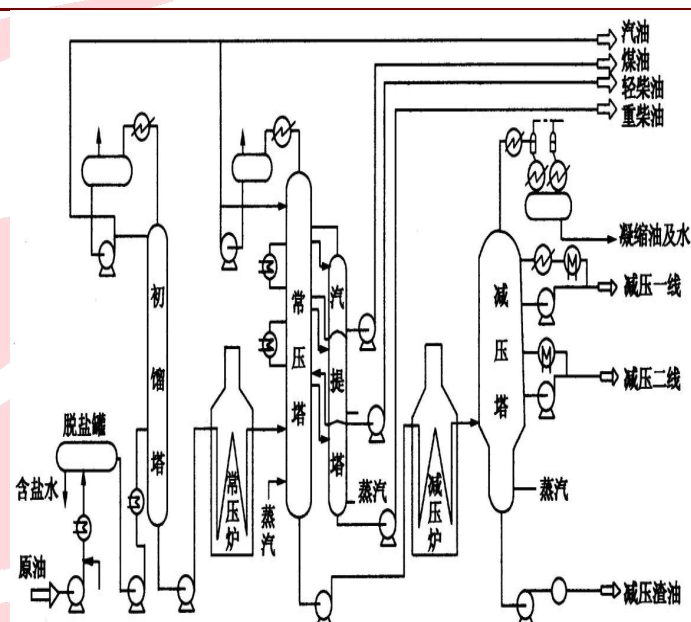 汽油
煤油
轻柴油
重柴油
凝缩油及水
减压一线
减压二线
初馏塔
常压塔
汽提塔
减压塔
脱盐罐
含盐水
原油
常压炉
蒸汽
蒸汽
减压炉
蒸汽
减压渣油